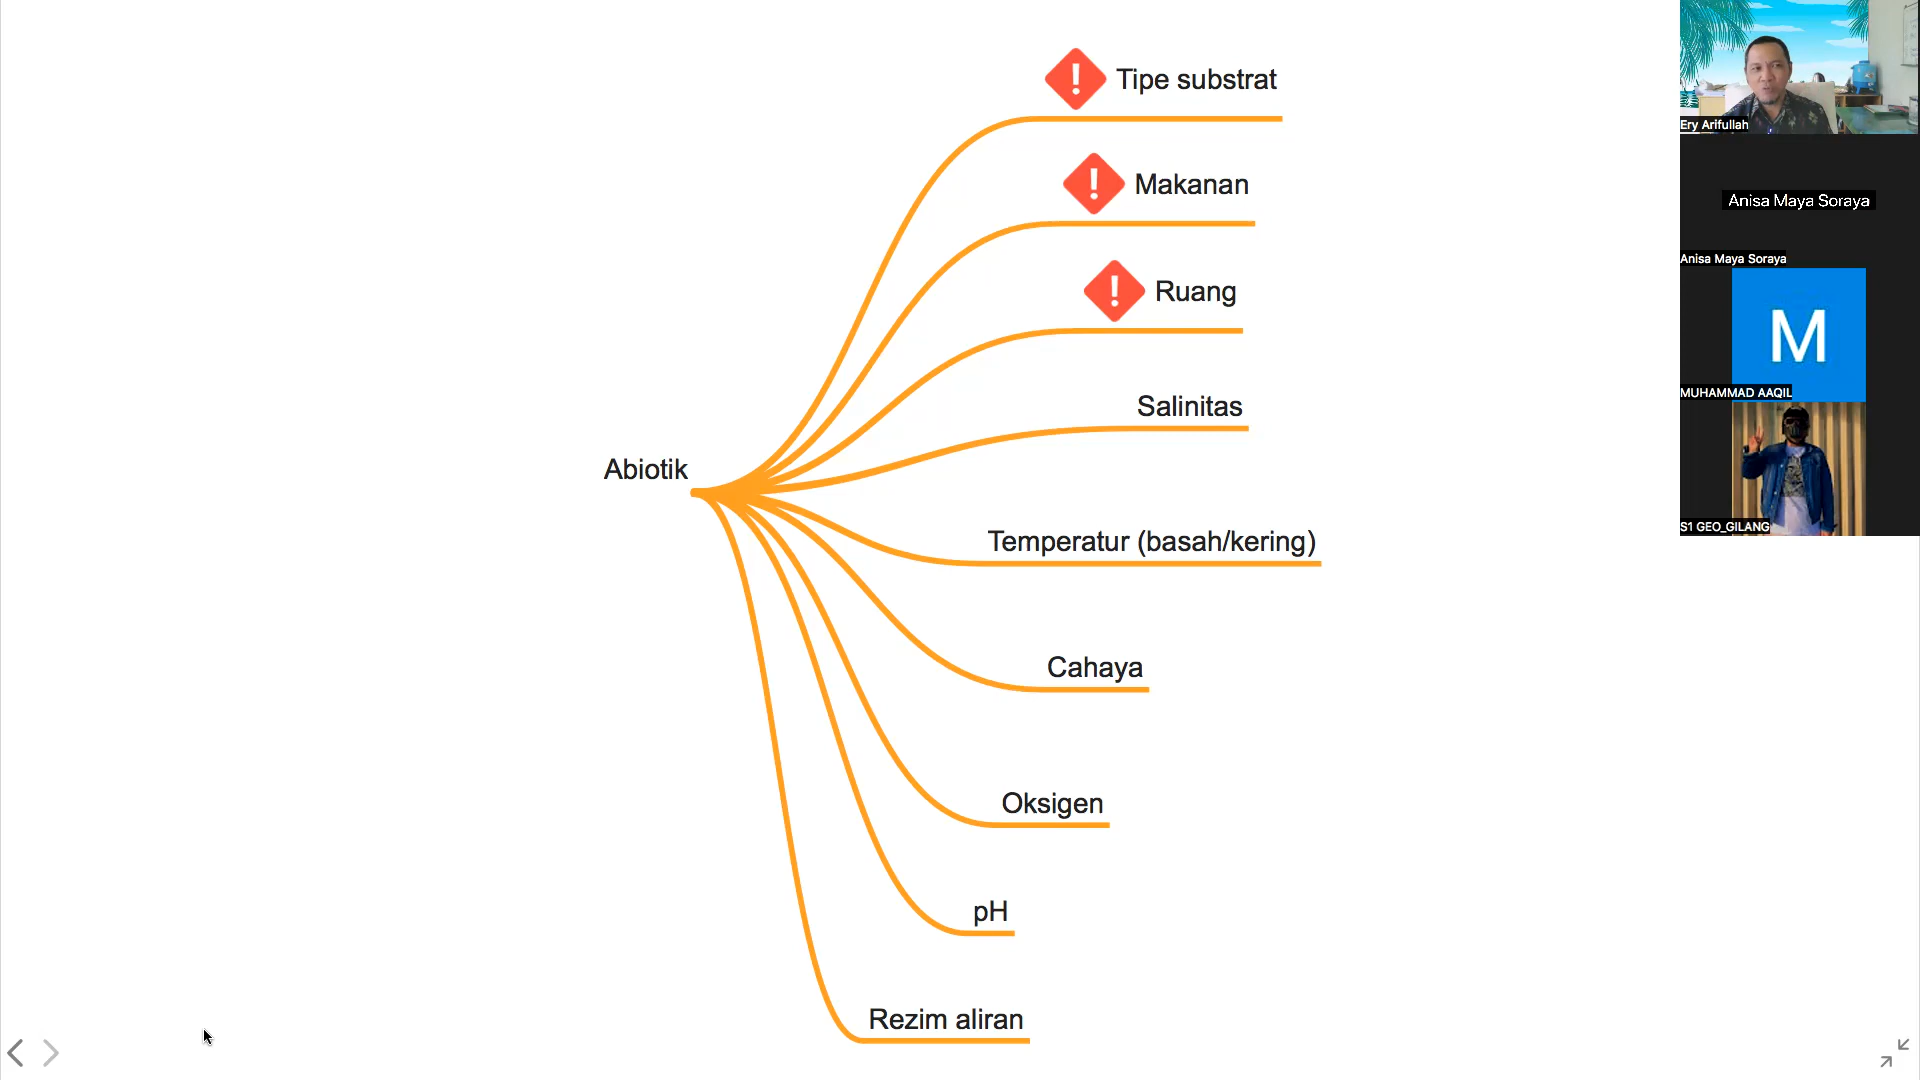 Tipe substrat
Makanan
Ruang
Salinitas
Abiotik
Temperatur (basah/kering)
Cahaya
Oksigen
pH
Rezim aliran
Ery Arifullah
Anisa Maya Soraya
Anisa Maya Soraya
M
MUHAMMAD AAQIL
S1 GEO_GILANG